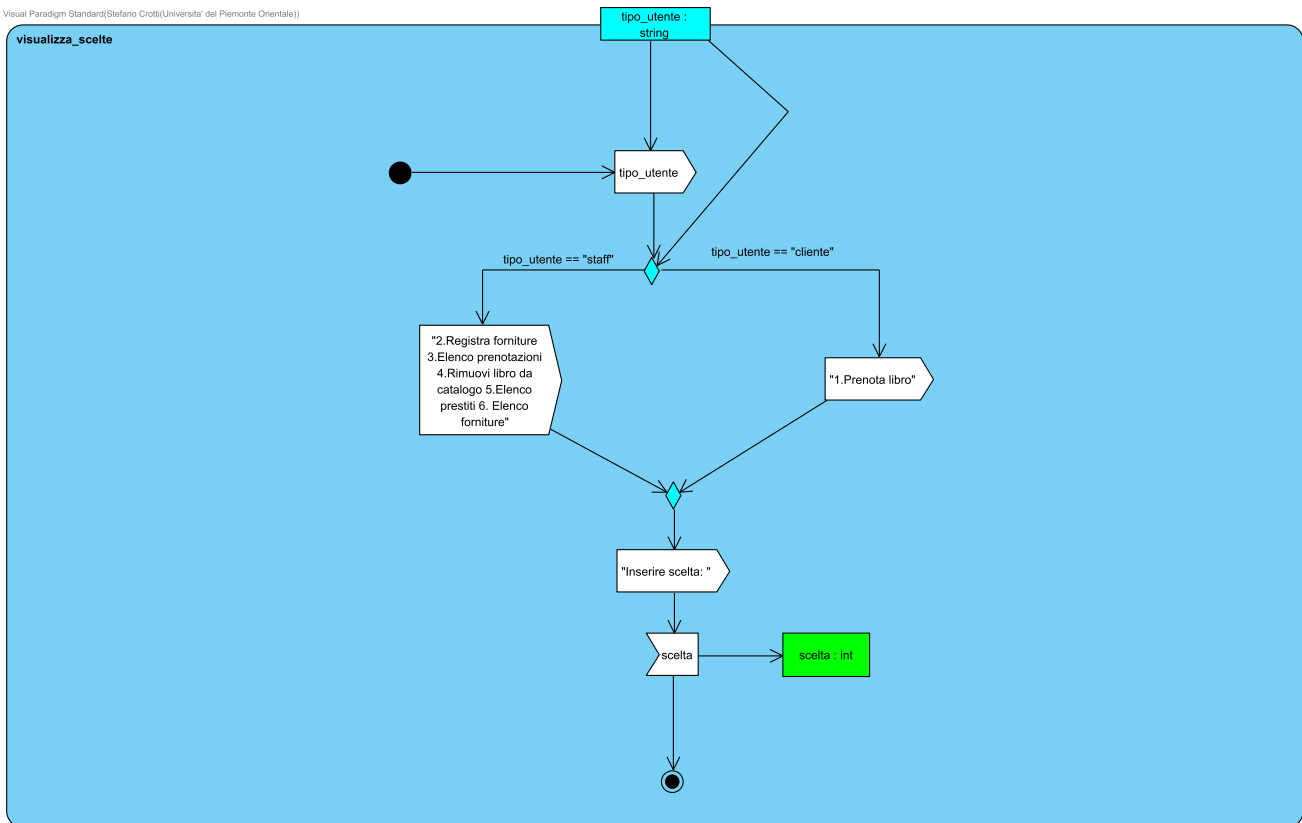 Visual Paradigm Standard(Stefano Crotti(Universita' del Piemonte Orientale))
tipo_utente :
string
visualizza_scelte
tipo_utente
tipo_utente == "cliente"
tipo_utente == "staff"
"2.Registra forniture
3.Elenco prenotazioni
4.Rimuovi libro da
catalogo 5.Elenco
prestiti 6. Elenco
forniture"
"1.Prenota libro"
"Inserire scelta: "
scelta
scelta : int